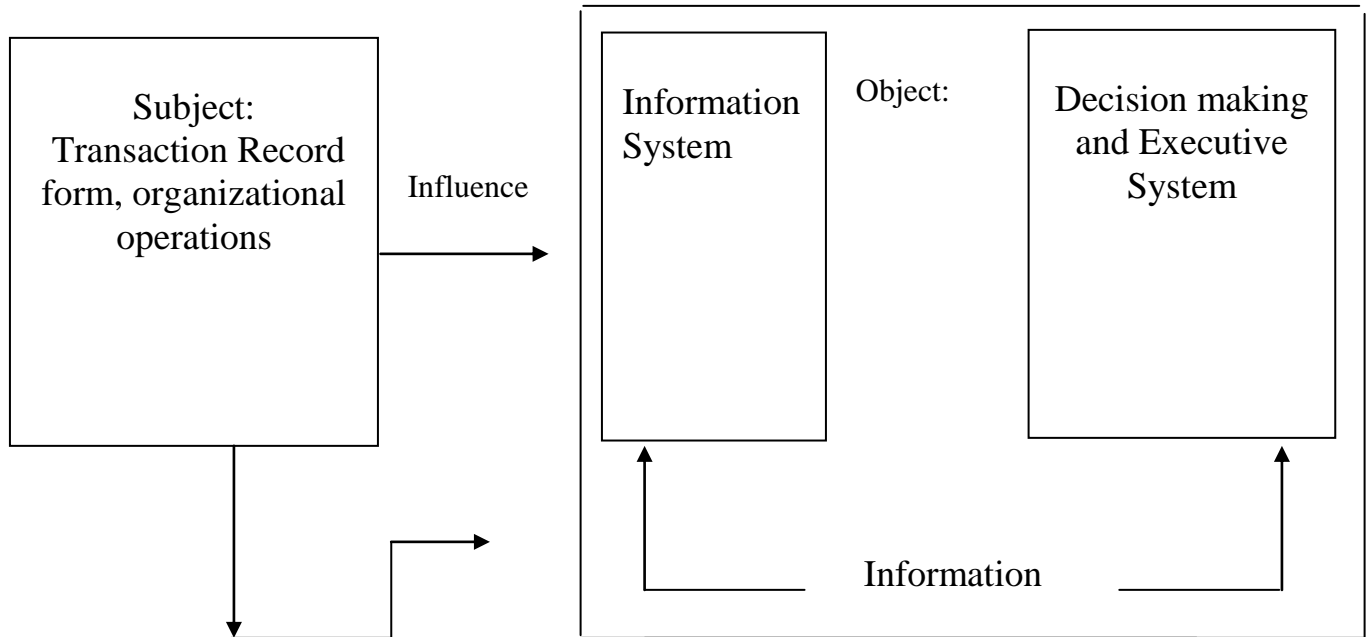 Subject:
Transaction Record
form, organizational
operations
Influence
Information
System
Object:
Decision making
and Executive
System
Information